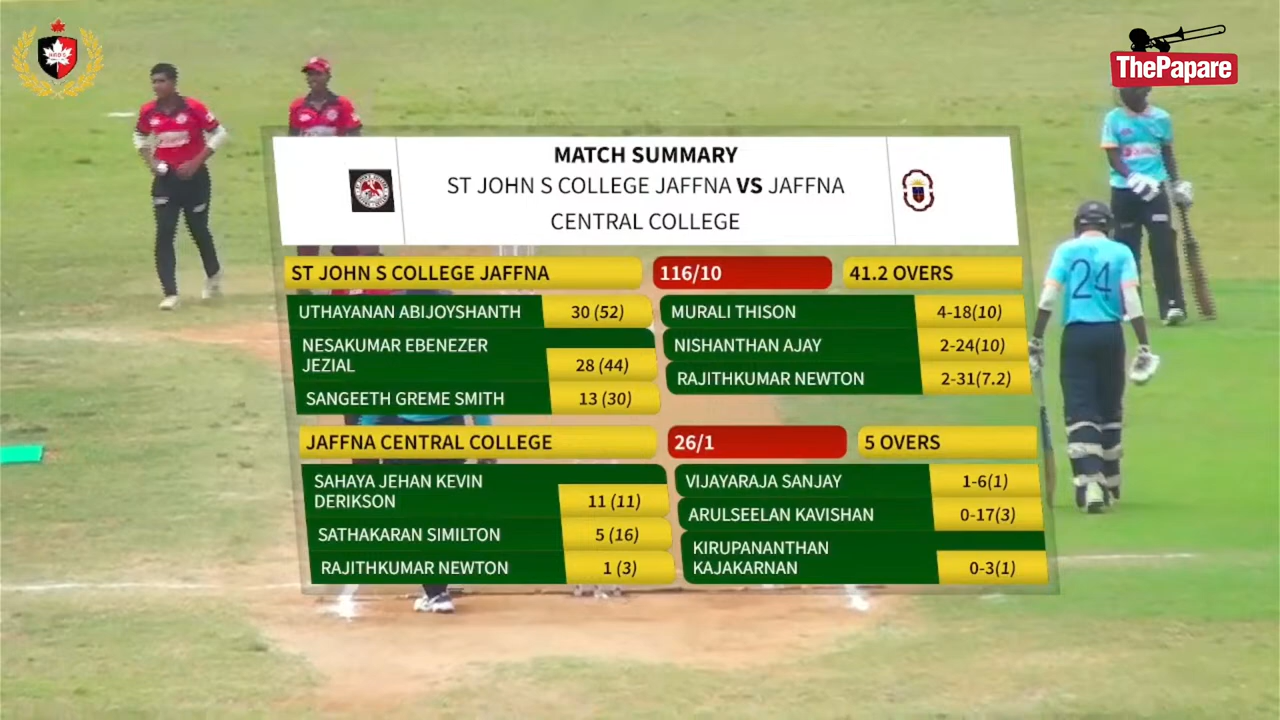 ThePapare
MATCH SUMMARY
ST JOHN S COLLEGE JAFFNA VS JAFFNA
CENTRAL COLLEGE
ST JOHN S COLLEGE JAFFNA 116/10 41.2 OVERS
UTHAYANAN ABIJOYSHANTH 30 (52) MURALI THISON 4-18(10)
NESAKUMAR EBENEZER
JEZIAL 28 (44) NISHANTHAN AJAY 2-24(10)
SANGEETH GREME SMITH 13 (30) RAJITHKUMAR NEWTON 2-31(7.2)
JAFFNA CENTRAL COLLEGE 26/1 5 OVERS
SAHAYA JEHAN KEVIN
DERIKSON 11 (11) VIJAYARAJA SANJAY 1-6(1)
SATHAKARAN SIMILTON 5 (16) ARULSEELAN KAVISHAN 0-17(3)
RAJITHKUMAR NEWTON 1 (3) KIRUPANANTHAN
KAJAKARNAN 0-3(1)
24